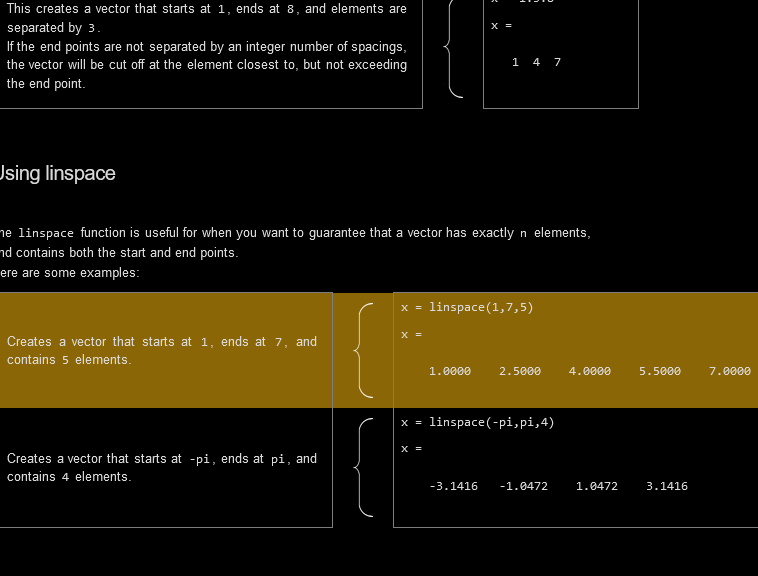 This creates a vector that starts at 1, ends at 8, and elements are
separated by 3.
If the end points are not separated by an integer number of spacings,
the vector will be cut off at the element closest to, but not exceeding
the end point.
x =
1 4 7
Using linspace
The linspace function is useful for when you want to guarantee that a vector has exactly n elements,
and contains both the start and end points.
Here are some examples:
Creates a vector that starts at 1, ends at 7, and
contains 5 elements.
x = linspace(1,7,5)
x =
1.0000 2.5000 4.0000 5.5000 7.0000
Creates a vector that starts at -pi, ends at pi, and
contains 4 elements.
x = linspace(-pi,pi,4)
x =
-3.1416 -1.0472 1.0472 3.1416